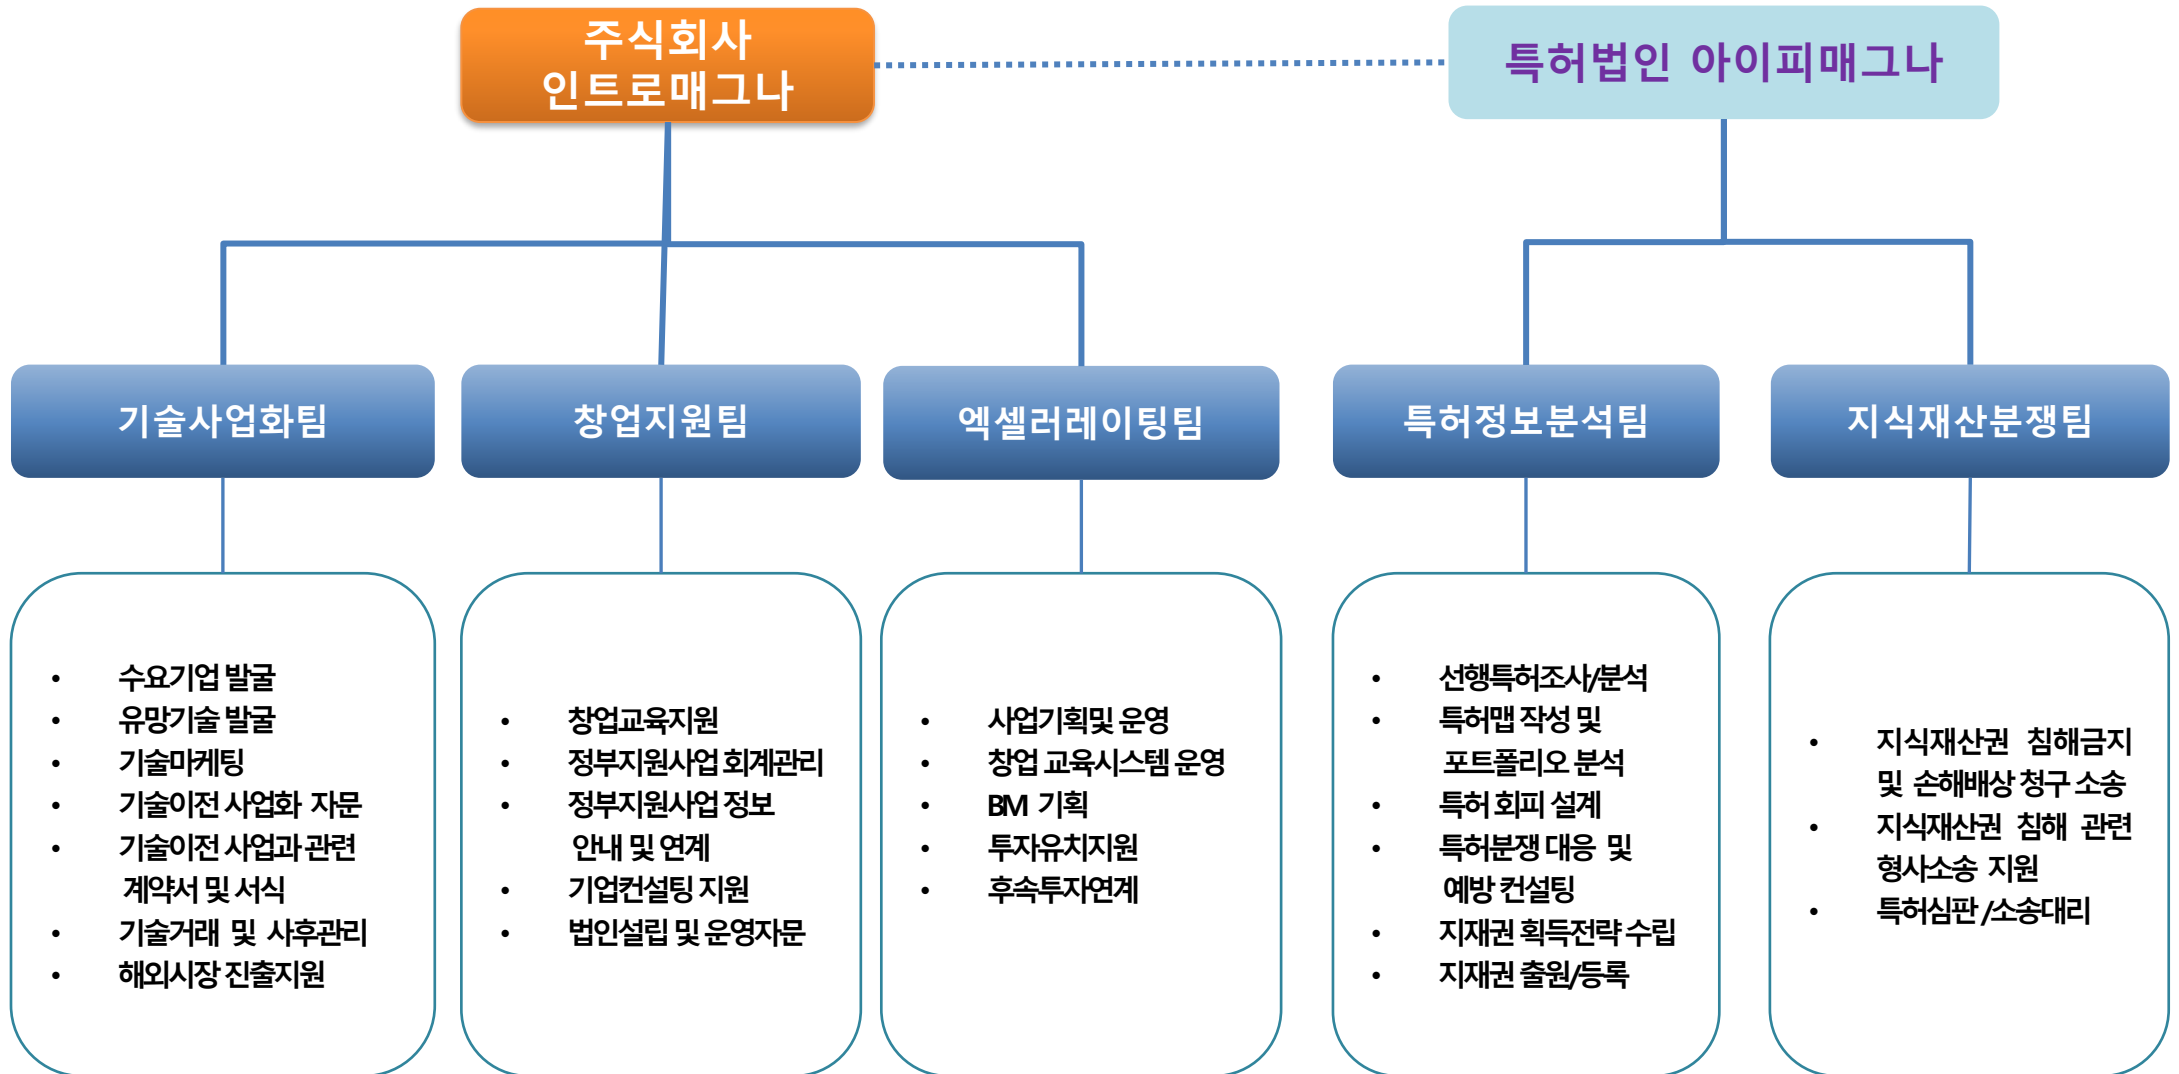 주식회사
인트로매그나
특허법인 아이피매그나
기술사업화팀
창업지원팀
엑셀러레이팅팀
특허정보분석팀
지식재산분쟁팀
• 수요기업 발굴
• 유망기술 발굴
• 기술마케팅
• 기술이전 사업화 자문
• 기술이전 사업과 관련
계약서 및 서식
• 기술거래 및 사후관리
• 해외시장 진출지원
• 창업교육지원
• 정부지원사업 회계관리
• 정부지원사업 정보
안내 및 연계
• 기업컨설팅 지원
• 법인설립 및 운영자문
• 사업기획및 운영
• 창업 교육시스템 운영
• BM 기획
• 투자유치지원
• 후속투자연계
• 선행특허조사/분석
• 특허맵 작성 및
포트폴리오 분석
• 특허 회피 설계
• 특허분쟁 대응 및
예방 컨설팅
• 지재권 획득전략 수립
• 지재권 출원/등록
• 지식재산권 침해금지
및 손해배상 청구 소송
• 지식재산권 침해 관련
형사소송 지원
• 특허심판 /소송대리